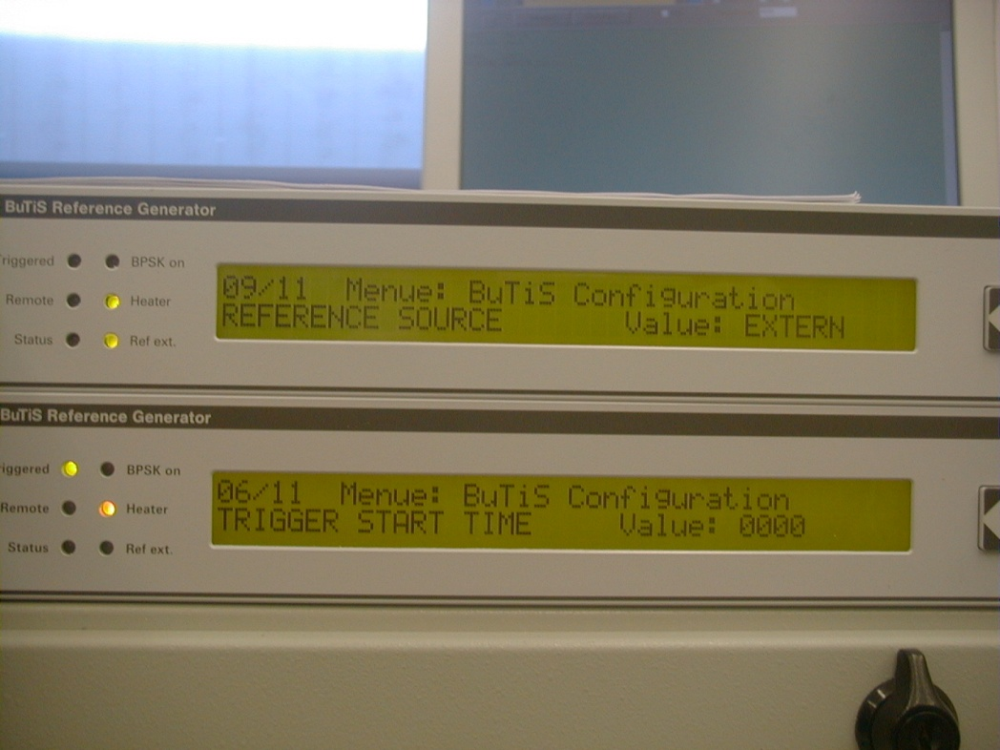 BuTiS Reference Generator
Triggered BPSK on
Remote Heater
Status Ref ext.
09/11 Menue: BuTiS Configuration
REFERENCE SOURCE Value: EXTERN
BuTiS Reference Generator
riggered BPSK on
Remote Heater
Status Ref ext.
06/11 Menue: BuTiS Configuration
TRIGGER START TIME Value: 0000